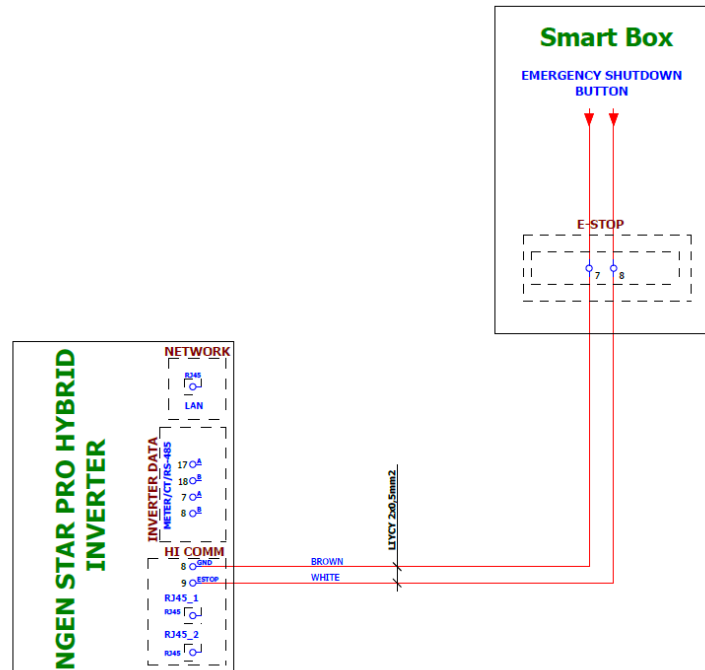 Smart Box
EMERGENCY SHUTDOWN
BUTTON
E-STOP
7
8
NGEN STAR PRO HYBRID
INVERTER
NETWORK
RJ45
LAN
INVERTER DATA
METER/CT/RS-485
17 A
18 B
7 A
8 B
HI COMM
8 GND
9 ESTOP
BROWN
WHITE
LIYCY 2x0,5mm2
RJ45_1
RJ45
RJ45_2
RJ45